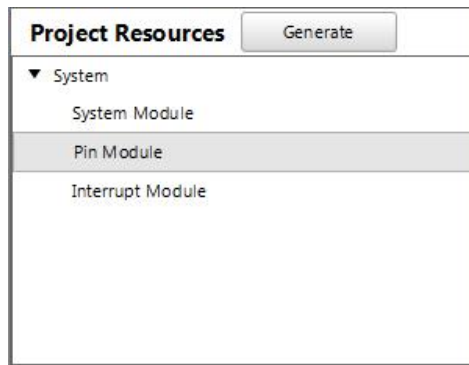 Project Resources Generate
▼ System
System Module
Pin Module
Interrupt Module